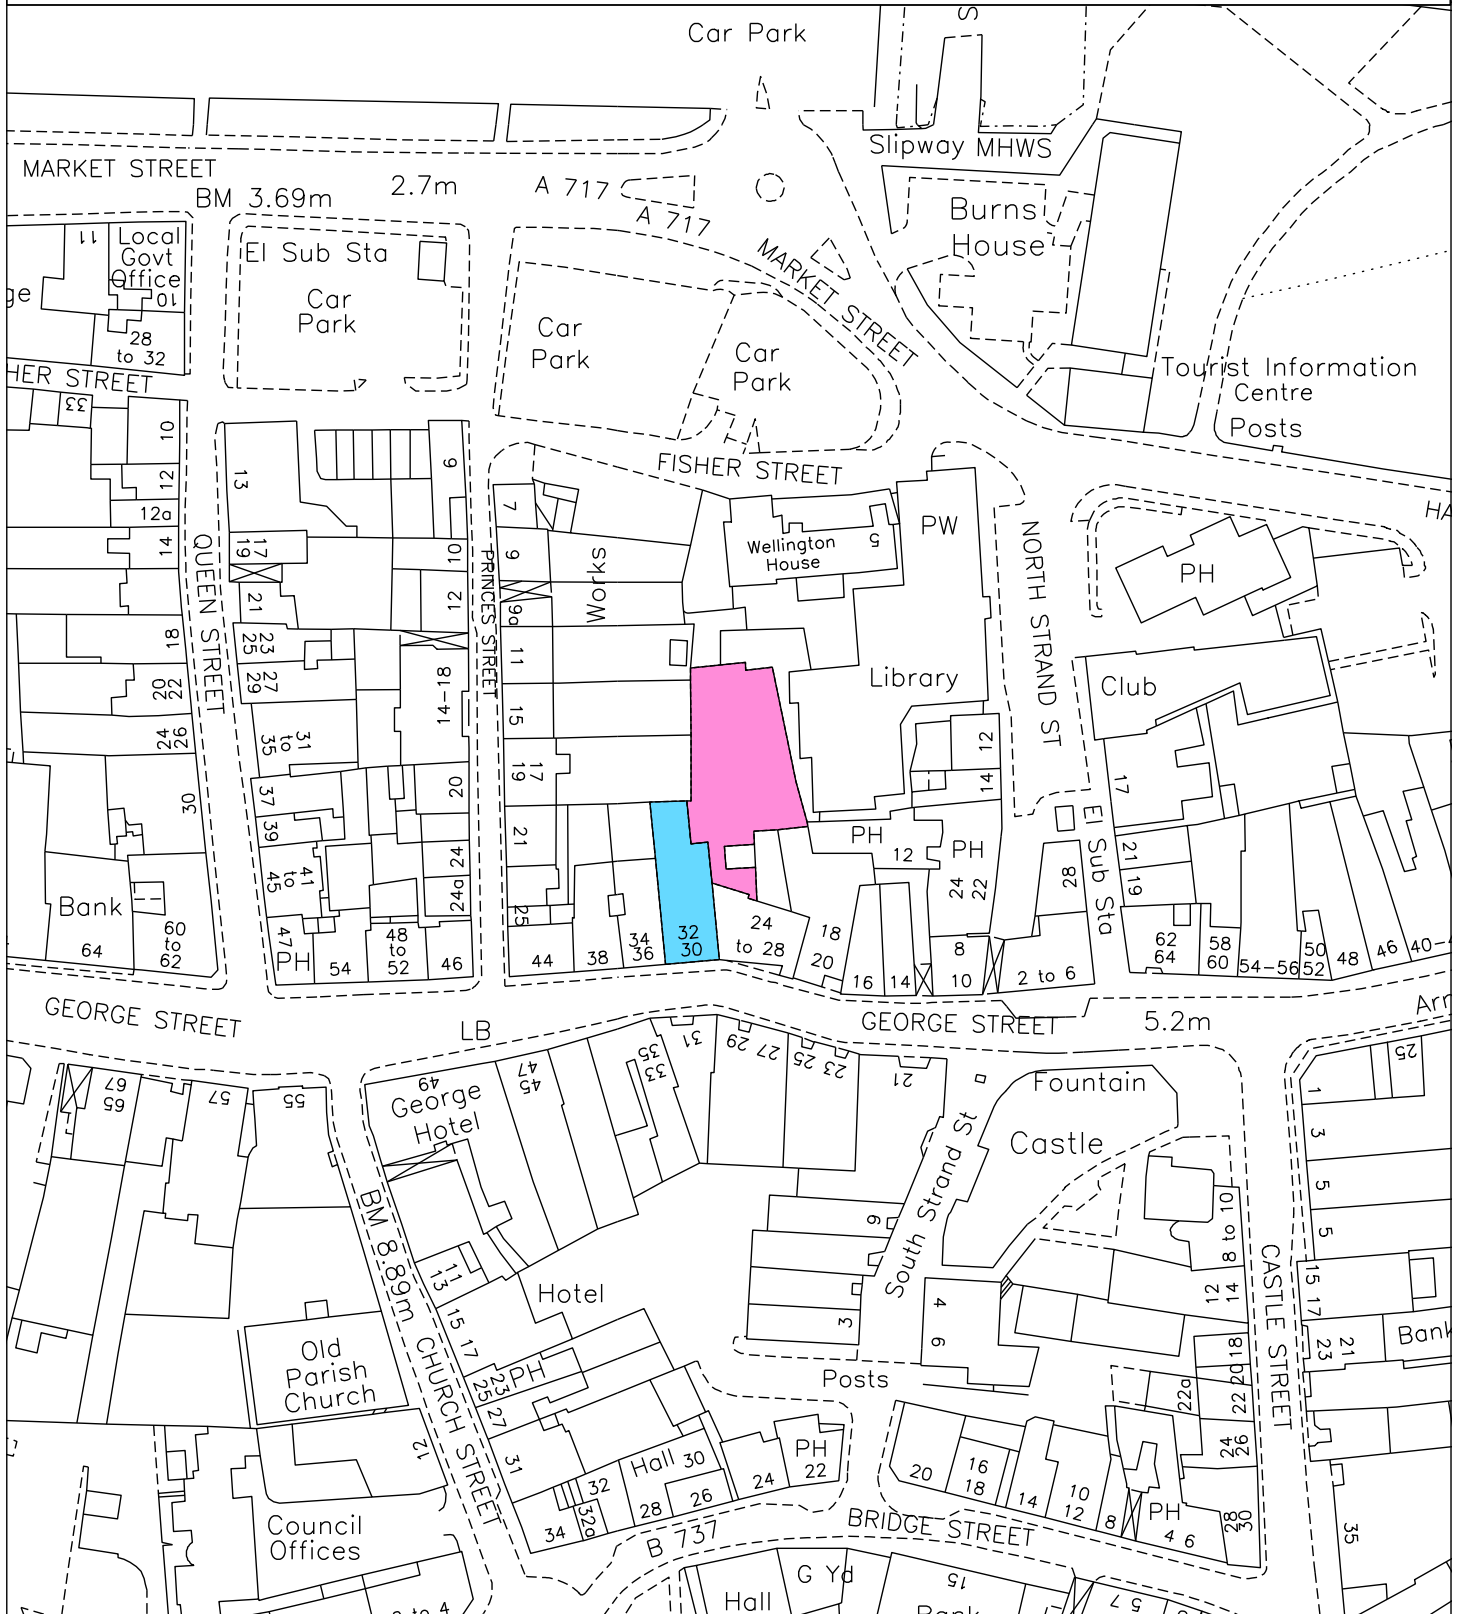 Car Park
S
Slipway MHWS
MARKET STREET
BM 3.69m
2.7m
A 717
A 717
MARKET STREET
Burns
House
11
Local
Govt
Office
10
ge
28
to 32
El Sub Sta
Car
Park
Car
Park
Car
Park
Tourist Information
Centre
Posts
HER STREET
33
10
12
12a
14
18
20
22
24
26
30
Bank
64
60
to
62
QUEEN STREET
13
17
19
21
23
25
27
29
31
to
35
37
39
41
to
45
47
PH
54
48
to
52
46
6
10
12
14-18
20
24
24a
PRINCES STREET
FISHER STREET
7
9
9a
Works
11
15
17
19
21
25
44
38
34
36
32
30
24
to 28
18
20
16
14
Wellington
House
5
PW
Library
12
14
PH
12
PH
24
22
8
10
2 to 6
28
NORTH STRAND ST
El Sub Sta
HA
PH
Club
17
21
19
62
64
58
60
54-56
50
52
48
46
40-
GEORGE STREET
LB
GEORGE STREET
5.2m
Arr
67
65
57
55
49
George
Hotel
47
45
35
33
31
29
27
25
23
21
Fountain
Castle
South Strand St
25
1
3
5
5
15
17
23
21
Bank
35
9
3
4
6
8 to 10
12
14
18
20
22
22a
24
26
28
30
CASTLE STREET
BM 8.89m
CHURCH STREET
11
13
15
17
Hotel
PH
23
25
27
31
Old
Parish
Church
12
Council
Offices
Posts
Hall
30
32
32a
34
28
26
24
PH
22
B 737
BRIDGE STREET
20
16
18
14
10
12
8
PH
4
6
Hall
G Yd
15
Bank
5
7
to 4